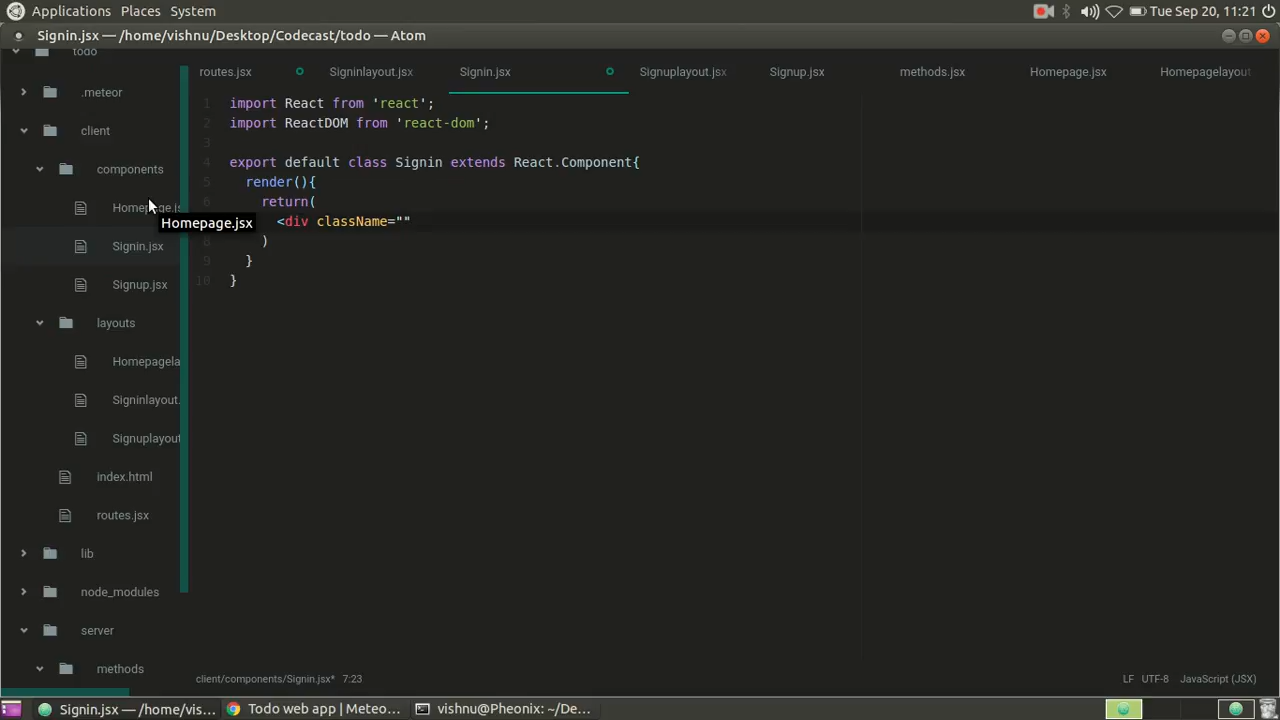 Applications Places System
Tue Sep 20, 11:21
Signin.jsx — /home/vishnu/Desktop/Codecast/todo — Atom
todo
.meteor
client
components
Homepage.js
Signin.jsx
Signup.jsx
layouts
Homepagela
Signinlayout.
Signuplayout
index.html
routes.jsx
lib
node_modules
server
methods
Homepage.jsx
routes.jsx
Signinlayout.jsx
Signin.jsx
Signuplayout.jsx
Signup.jsx
methods.jsx
Homepage.jsx
Homepagelayout
1 import React from 'react';
2 import ReactDOM from 'react-dom';
3
4 export default class Signin extends React.Component{
5 render(){
6 return(
7 <div className=""
8 )
9 }
10 }
client/components/Signin.jsx* 7:23
LF UTF-8 JavaScript (JSX)
Signin.jsx — /home/vis...
Todo web app | Meteo...
vishnu@Pheonix: ~/De...